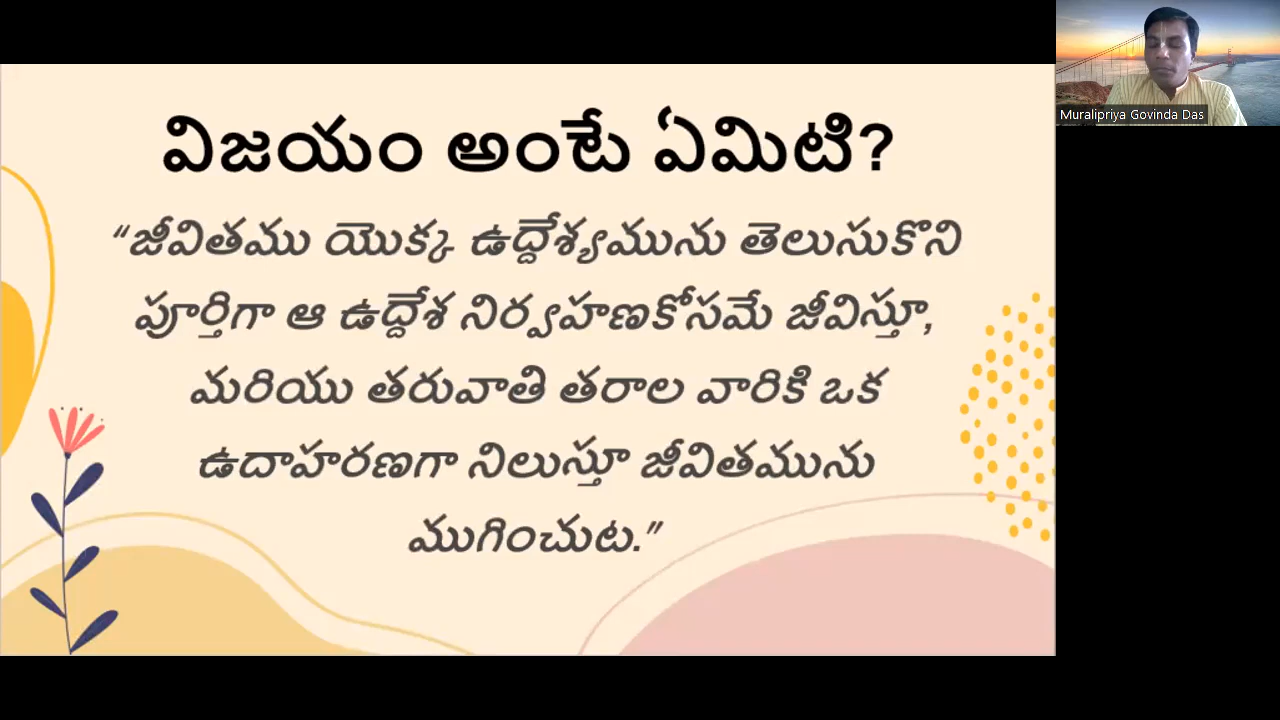 విజయం అంటే ఏమిటి?
“జీవితము యొక్క ఉద్దేశ్యమును తెలుసుకొని
పూర్తిగా ఆ ఉద్దేశ నిర్వహణకోసమే జీవిస్తూ,
మరియు తరువాతి తరాల వారికి ఒక
ఉదాహరణగా నిలుస్తూ జీవితమును
ముగించుట.”
Muralipriya Govinda Das